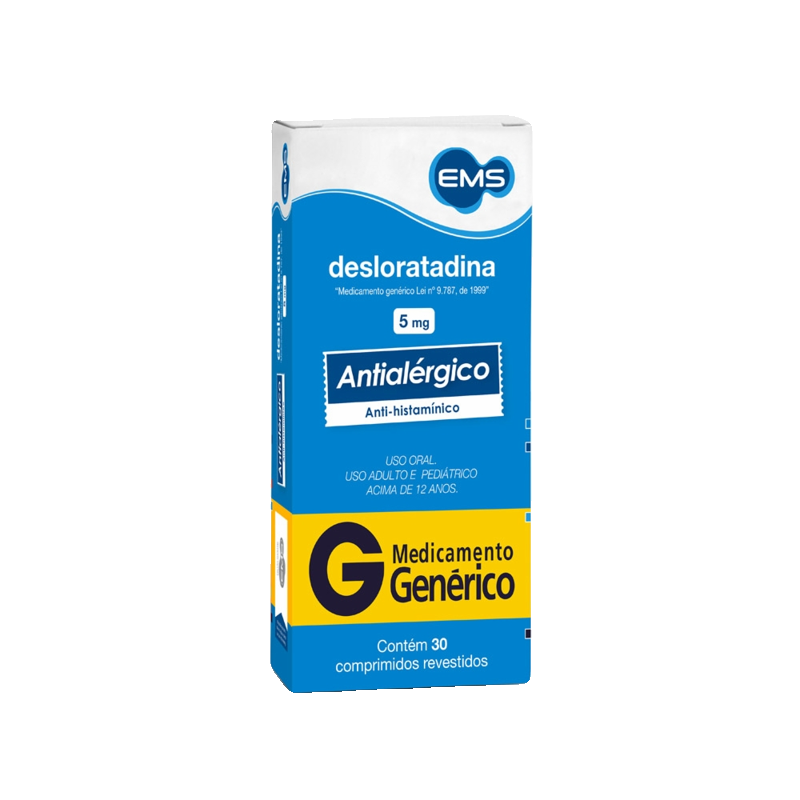 EMS
desloratadina
"Medicamento genérico Lei nº 9.787, de 1999"
5 mg
Antialérgico
Anti-histamínico
USO ORAL.
USO ADULTO E PEDIÁTRICO
ACIMA DE 12 ANOS.
G Medicamento
Genérico
Contém 30
comprimidos revestidos
EMS
desloratadina
Antialérgico